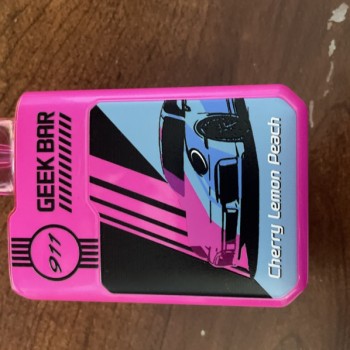 GEEK BAR
911
Cherry Lemon Peach